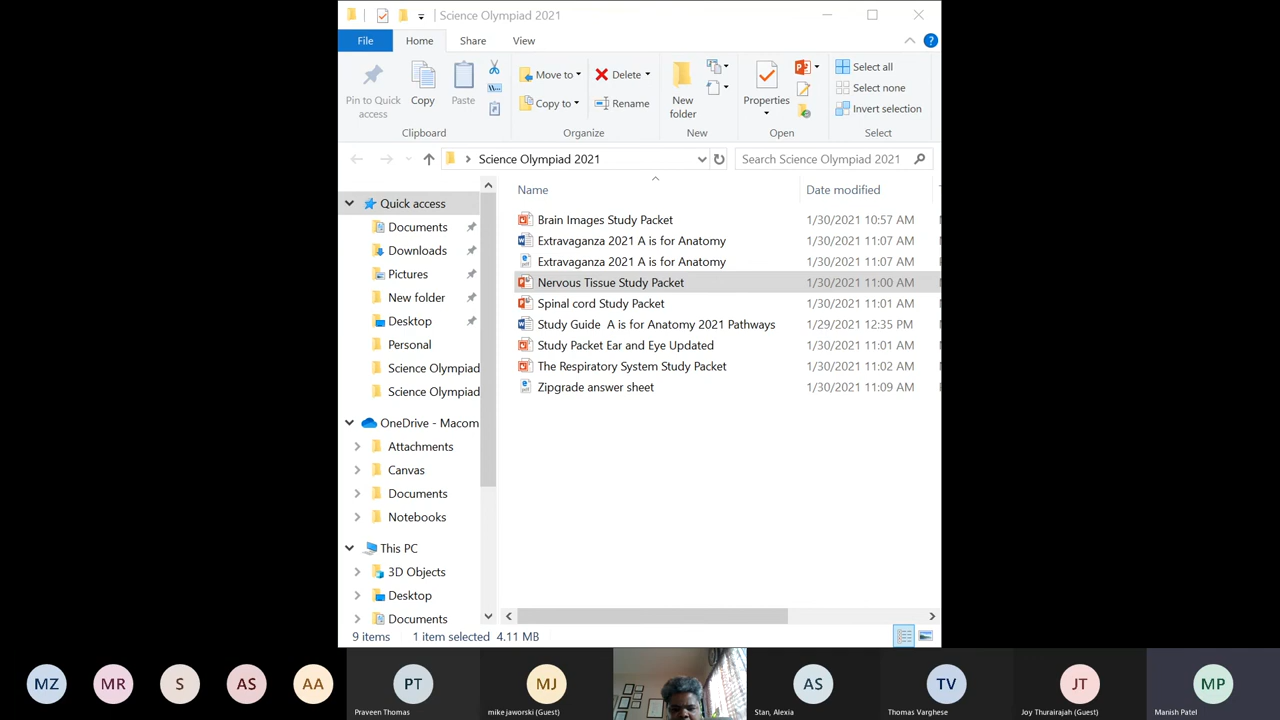 Science Olympiad 2021
File Home Share View
Pin to Quick access
Copy
Paste
Clipboard
Move to
Copy to
Delete
Rename
Organize
New folder
New
Properties
Open
Select all
Select none
Invert selection
Select
Science Olympiad 2021
Search Science Olympiad 2021
Quick access
Documents
Downloads
Pictures
New folder
Desktop
Personal
Science Olympiad
Science Olympiad
OneDrive - Macom
Attachments
Canvas
Documents
Notebooks
This PC
3D Objects
Desktop
Documents
Name Date modified
Brain Images Study Packet 1/30/2021 10:57 AM
Extravaganza 2021 A is for Anatomy 1/30/2021 11:07 AM
Extravaganza 2021 A is for Anatomy 1/30/2021 11:07 AM
Nervous Tissue Study Packet 1/30/2021 11:00 AM
Spinal cord Study Packet 1/30/2021 11:01 AM
Study Guide A is for Anatomy 2021 Pathways 1/29/2021 12:35 PM
Study Packet Ear and Eye Updated 1/30/2021 11:01 AM
The Respiratory System Study Packet 1/30/2021 11:02 AM
Zipgrade answer sheet 1/30/2021 11:09 AM
9 items 1 item selected 4.11 MB
MZ MR S AS AA PT MJ AS TV JT MP
Praveen Thomas mike jaworski (Guest) Stan, Alexia Thomas Varghese Joy Thurairajah (Guest) Manish Patel